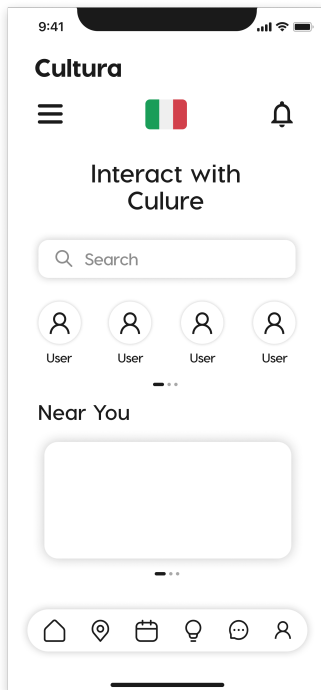 9:41
Cultura
Interact with
Culure
Search
User User User User
Near You